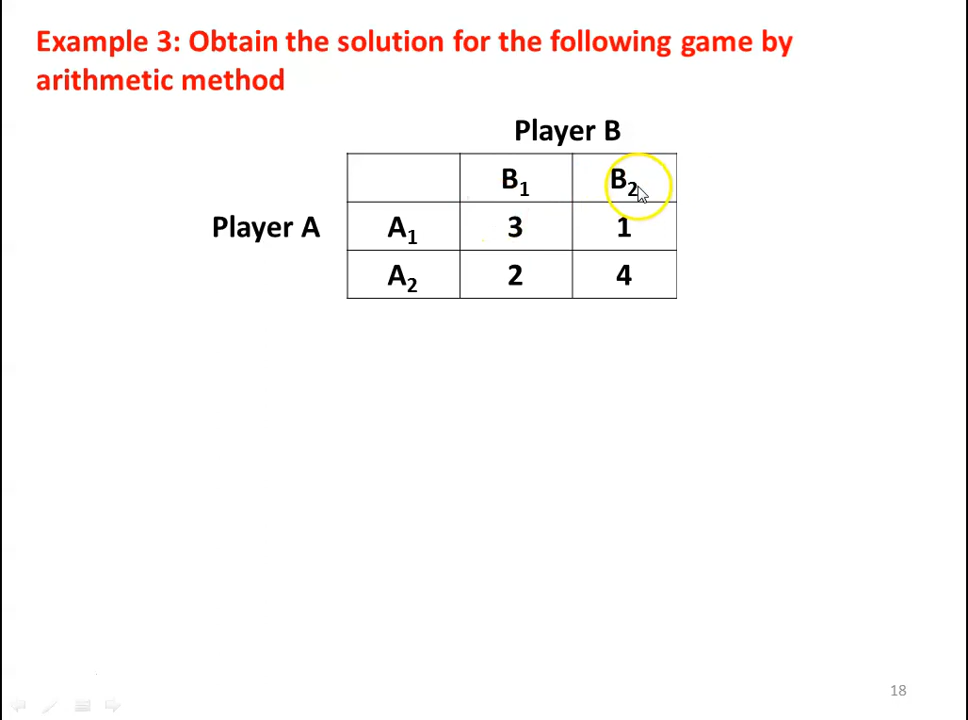 Example 3: Obtain the solution for the following game by
arithmetic method
Player B
B₁ B₂
Player A A₁ 3 1
A₂ 2 4
18